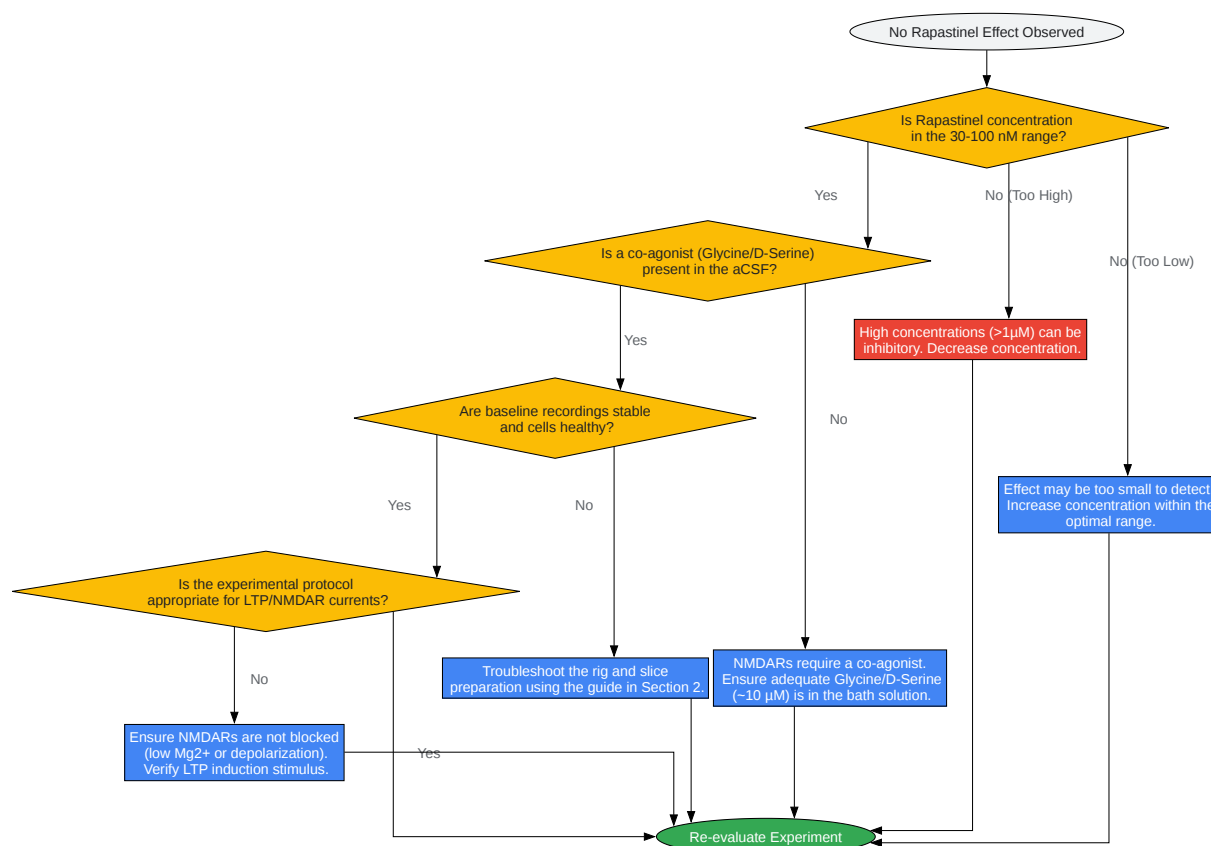 No Rapastinel Effect Observed
Is Rapastinel concentration
in the 30-100 nM range?
Yes
No (Too High)
No (Too Low)
Is a co-agonist (Glycine/D-Serine)
present in the aCSF?
High concentrations (>1µM) can be
inhibitory. Decrease concentration.
Yes
No
Are baseline recordings stable
and cells healthy?
Effect may be too small to detect.
Increase concentration within the
optimal range.
Yes
No
Is the experimental protocol
appropriate for LTP/NMDAR currents?
Troubleshoot the rig and slice
preparation using the guide in Section 2.
NMDARs require a co-agonist.
Ensure adequate Glycine/D-Serine
(~10 µM) is in the bath solution.
No
Ensure NMDARs are not blocked
(low Mg2+ or depolarization).
Verify LTP induction stimulus.
Yes
Re-evaluate Experiment